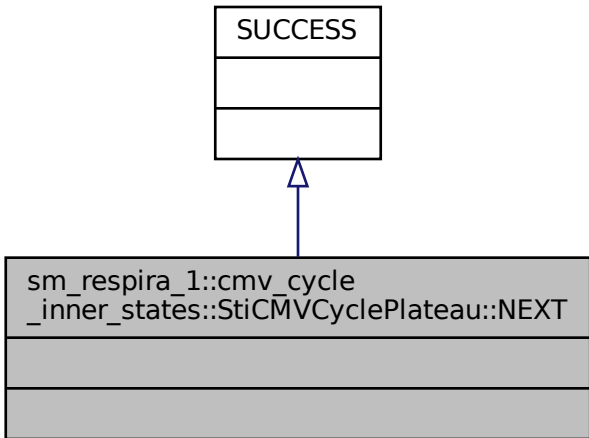 SUCCESS
sm_respira_1::cmv_cycle
_inner_states::StiCMVCyclePlateau::NEXT